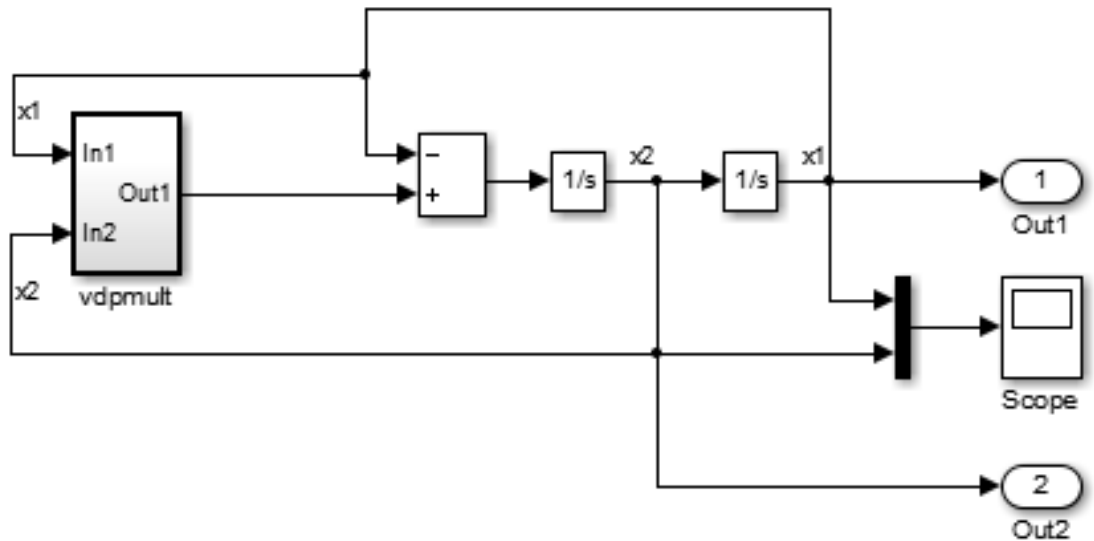 x1
In1
Out1
In2
x2
vdpmult
−
+
1/s
x2
1/s
x1
1
Out1
Scope
2
Out2